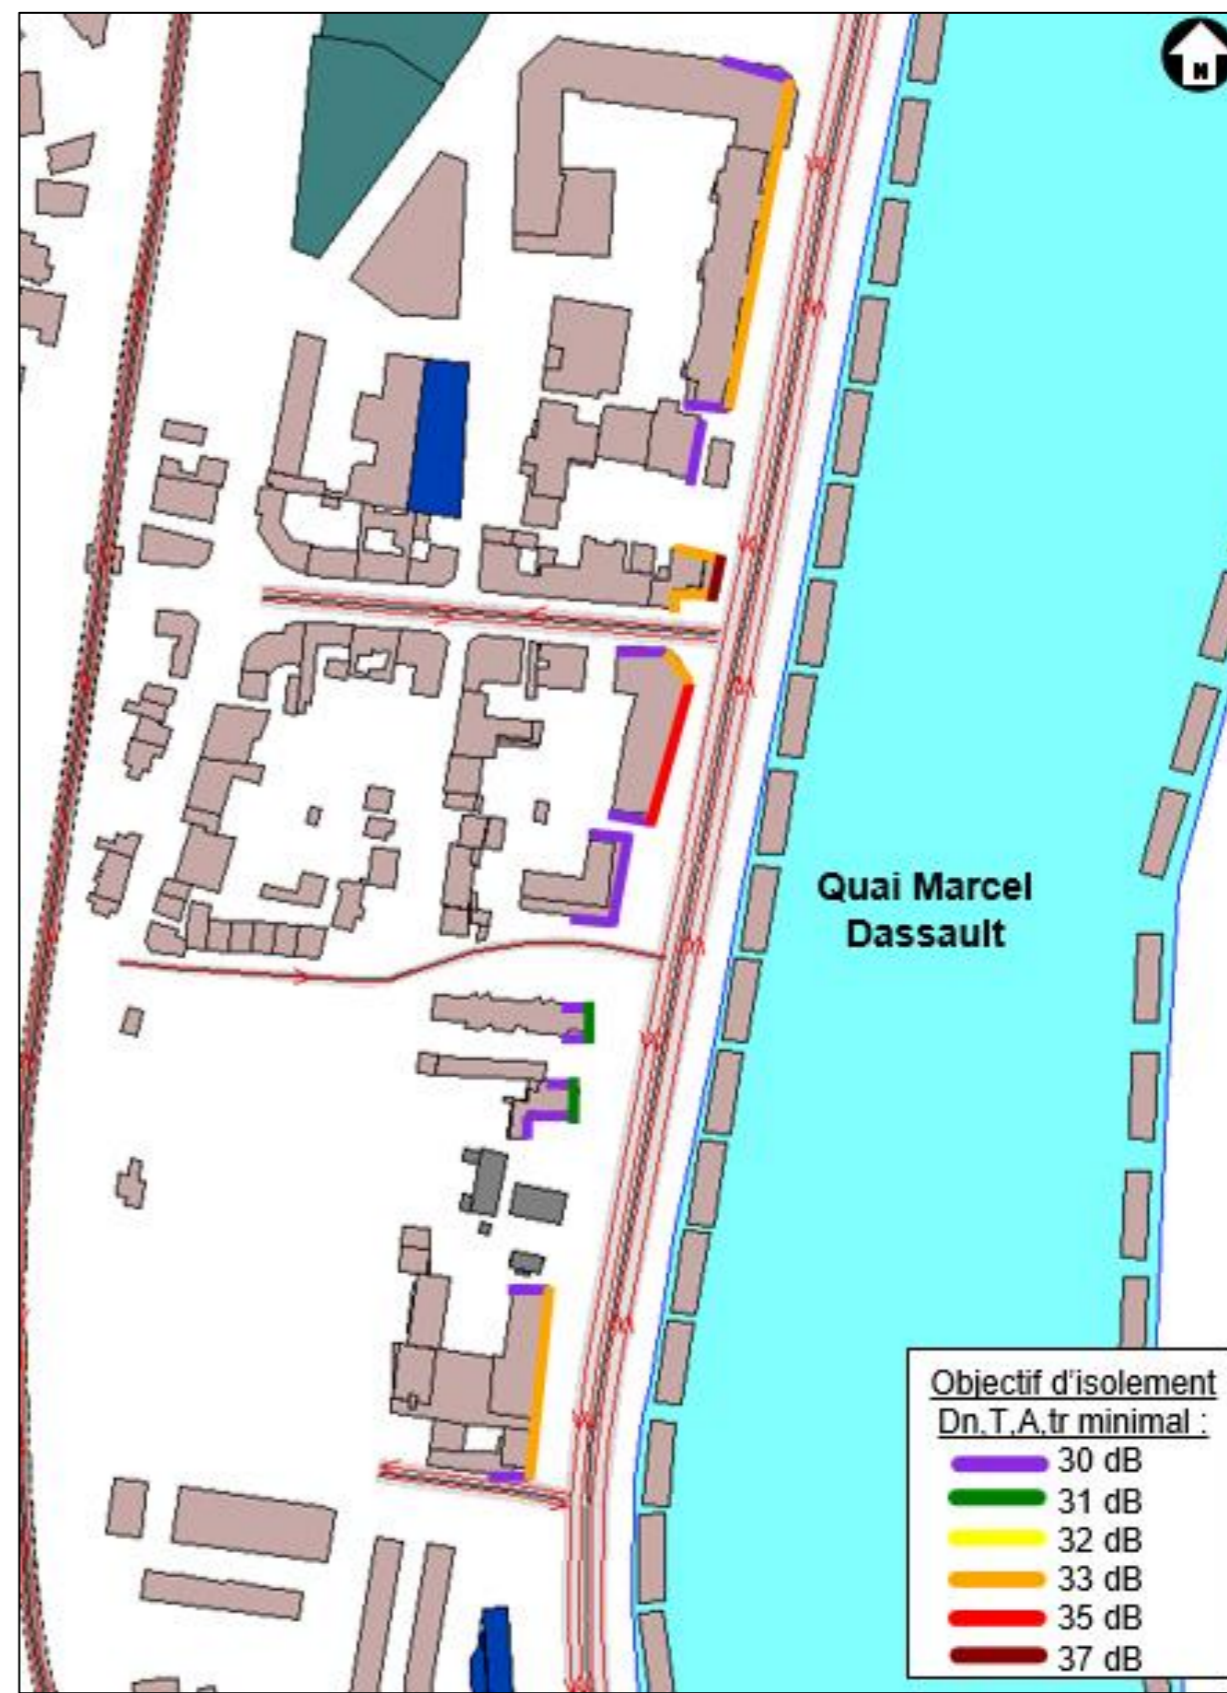 N
Quai Marcel
Dassault
Objectif d'isolement
Dn,T,A,tr minimal :
30 dB
31 dB
32 dB
33 dB
35 dB
37 dB